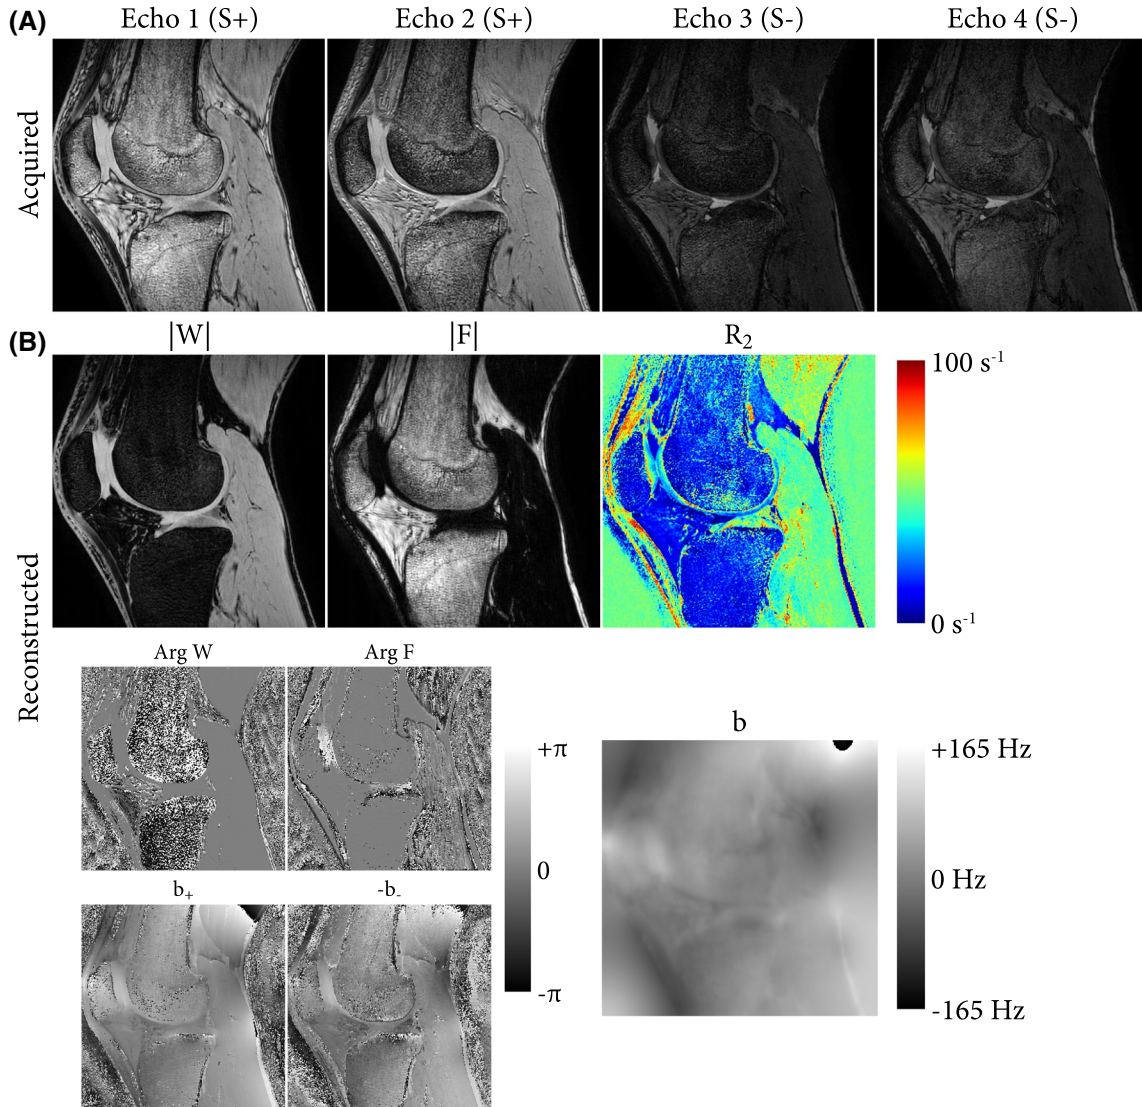 (A)
Echo 1 (S+)
Echo 2 (S+)
Echo 3 (S-)
Echo 4 (S-)
Acquired
(B)
|W|
|F|
R₂
100 s⁻¹
0 s⁻¹
Reconstructed
Arg W
Arg F
+π
0
-π
b₊
-b₋
b
+165 Hz
0 Hz
-165 Hz